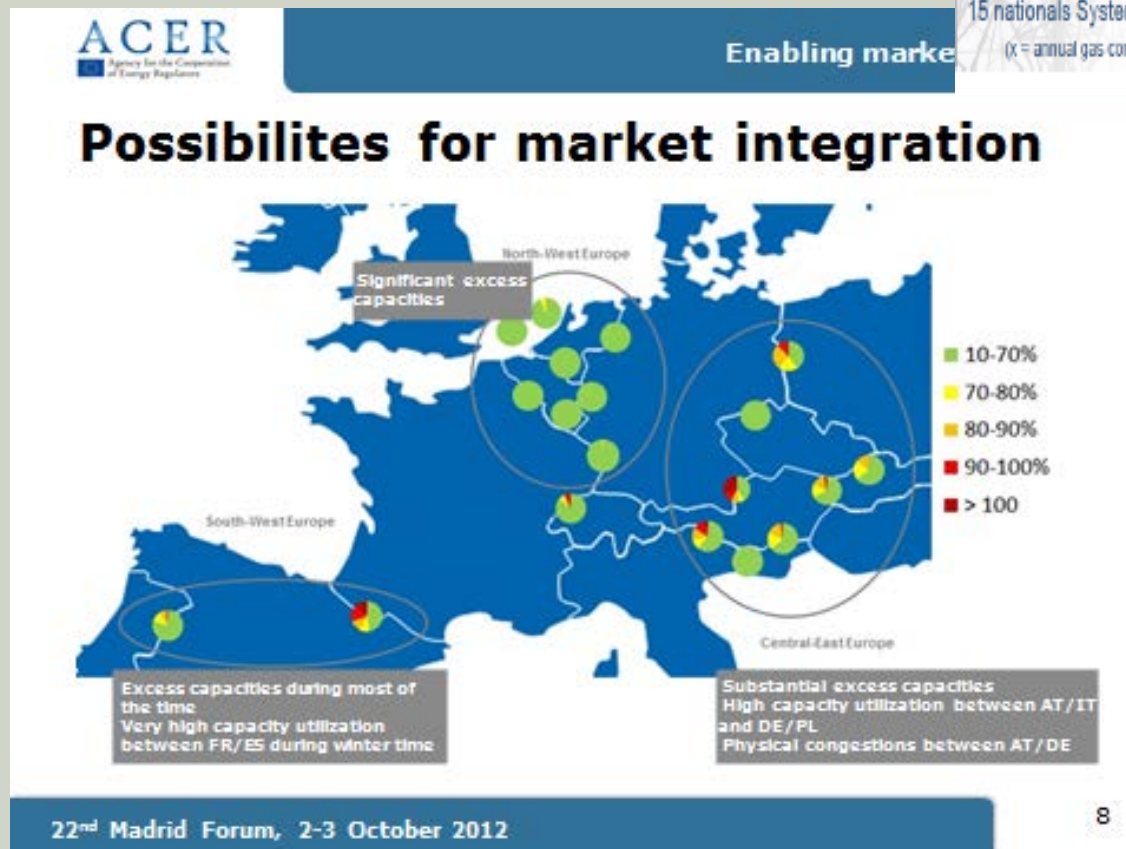 15 nationals Syste
(x = annual gas con
ACER
Agency for the Cooperation
of Energy Regulators
Enabling marke
Possibilites for market integration
North-West Europe
Significant excess
capacities
10-70%
70-80%
80-90%
90-100%
> 100
South-West Europe
Central-East Europe
Excess capacities during most of
the time
Very high capacity utilization
between FR/ES during winter time
Substantial excess capacities
High capacity utilization between AT/IT
and DE/PL
Physical congestions between AT/DE
22nd Madrid Forum, 2-3 October 2012
8